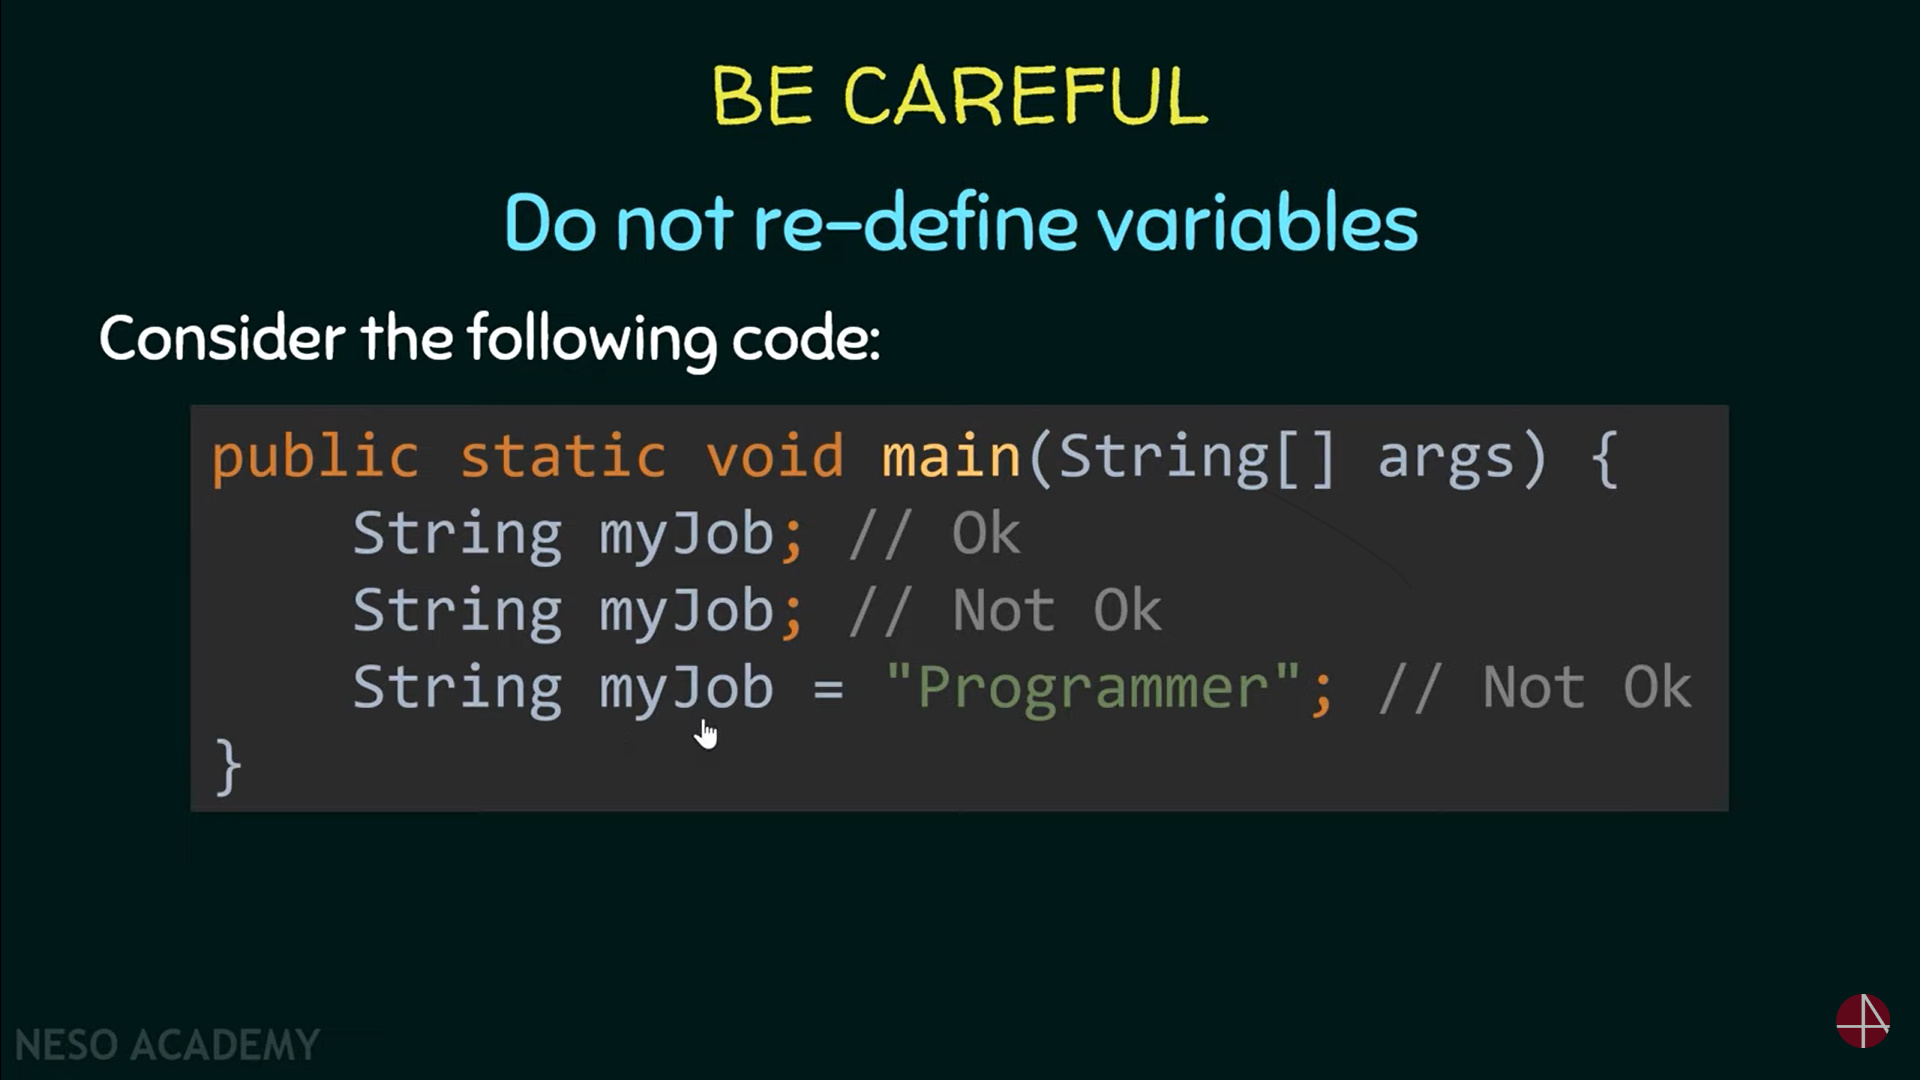 BE CAREFUL
Do not re-define variables
Consider the following code:
public static void main(String[] args) {
    String myJob; // Ok
    String myJob; // Not Ok
    String myJob = "Programmer"; // Not Ok
}
NESO ACADEMY